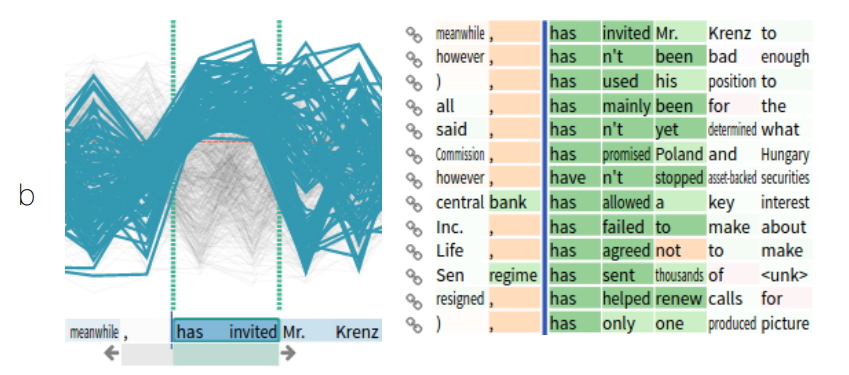 b
meanwhile , has invited Mr. Krenz
meanwhile , has invited Mr. Krenz to
however , has n't been bad enough
) , has used his position to
all , has mainly been for the
said , has n't yet determined what
Commission , has promised Poland and Hungary
however , have n't stopped asset-backed securities
central bank has allowed a key interest
Inc. , has failed to make about
Life , has agreed not to make
Sen regime has sent thousands of <unk>
resigned , has helped renew calls for
) , has only one produced picture